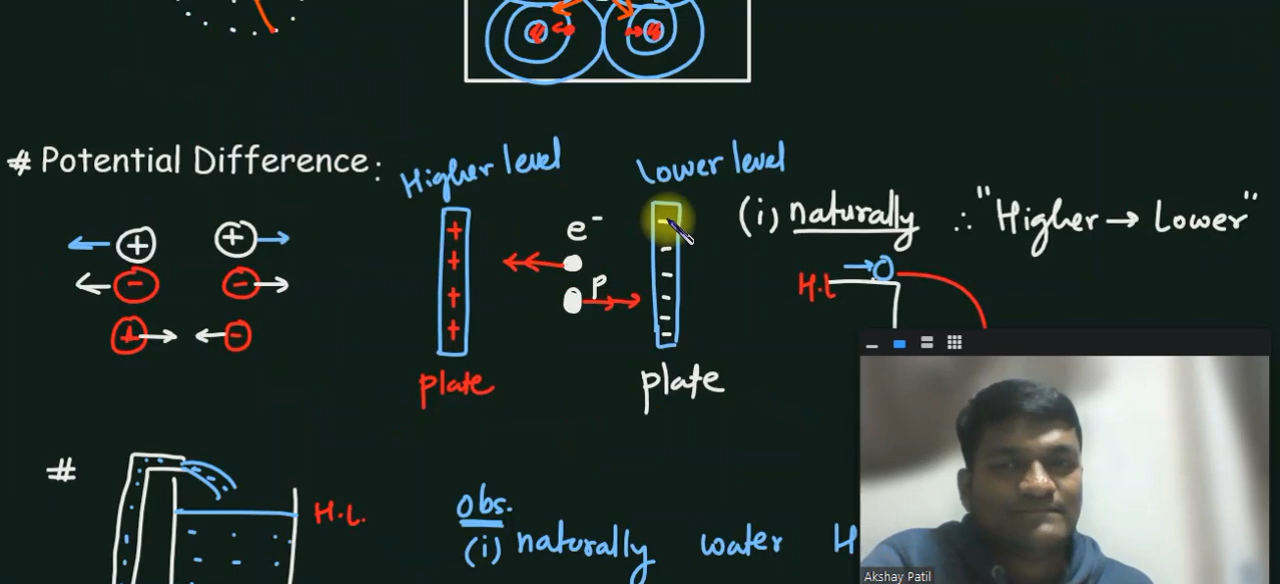 # Potential Difference:
Higher level
Lower level
(i) naturally ∴ "Higher → Lower"
+ +
- -
+ -
+
+
+
+
e⁻
P
-
-
-
-
-
-
H.L
plate
plate
#
H.L.
Obs.
(i) naturally water H
Akshay Patil